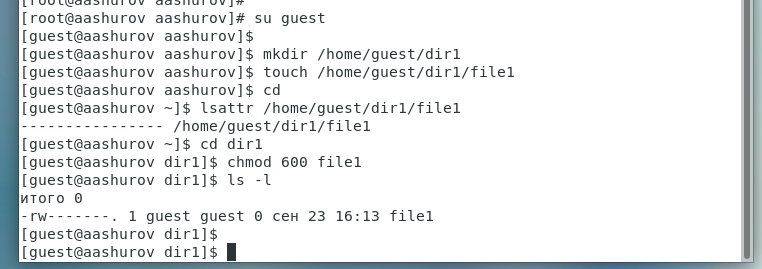 [root@aashurov aashurov]#
[root@aashurov aashurov]# su guest
[guest@aashurov aashurov]$
[guest@aashurov aashurov]$ mkdir /home/guest/dir1
[guest@aashurov aashurov]$ touch /home/guest/dir1/file1
[guest@aashurov aashurov]$ cd
[guest@aashurov ~]$ lsattr /home/guest/dir1/file1
---------------- /home/guest/dir1/file1
[guest@aashurov ~]$ cd dir1
[guest@aashurov dir1]$ chmod 600 file1
[guest@aashurov dir1]$ ls -l
итого 0
-rw-------. 1 guest guest 0 сен 23 16:13 file1
[guest@aashurov dir1]$
[guest@aashurov dir1]$